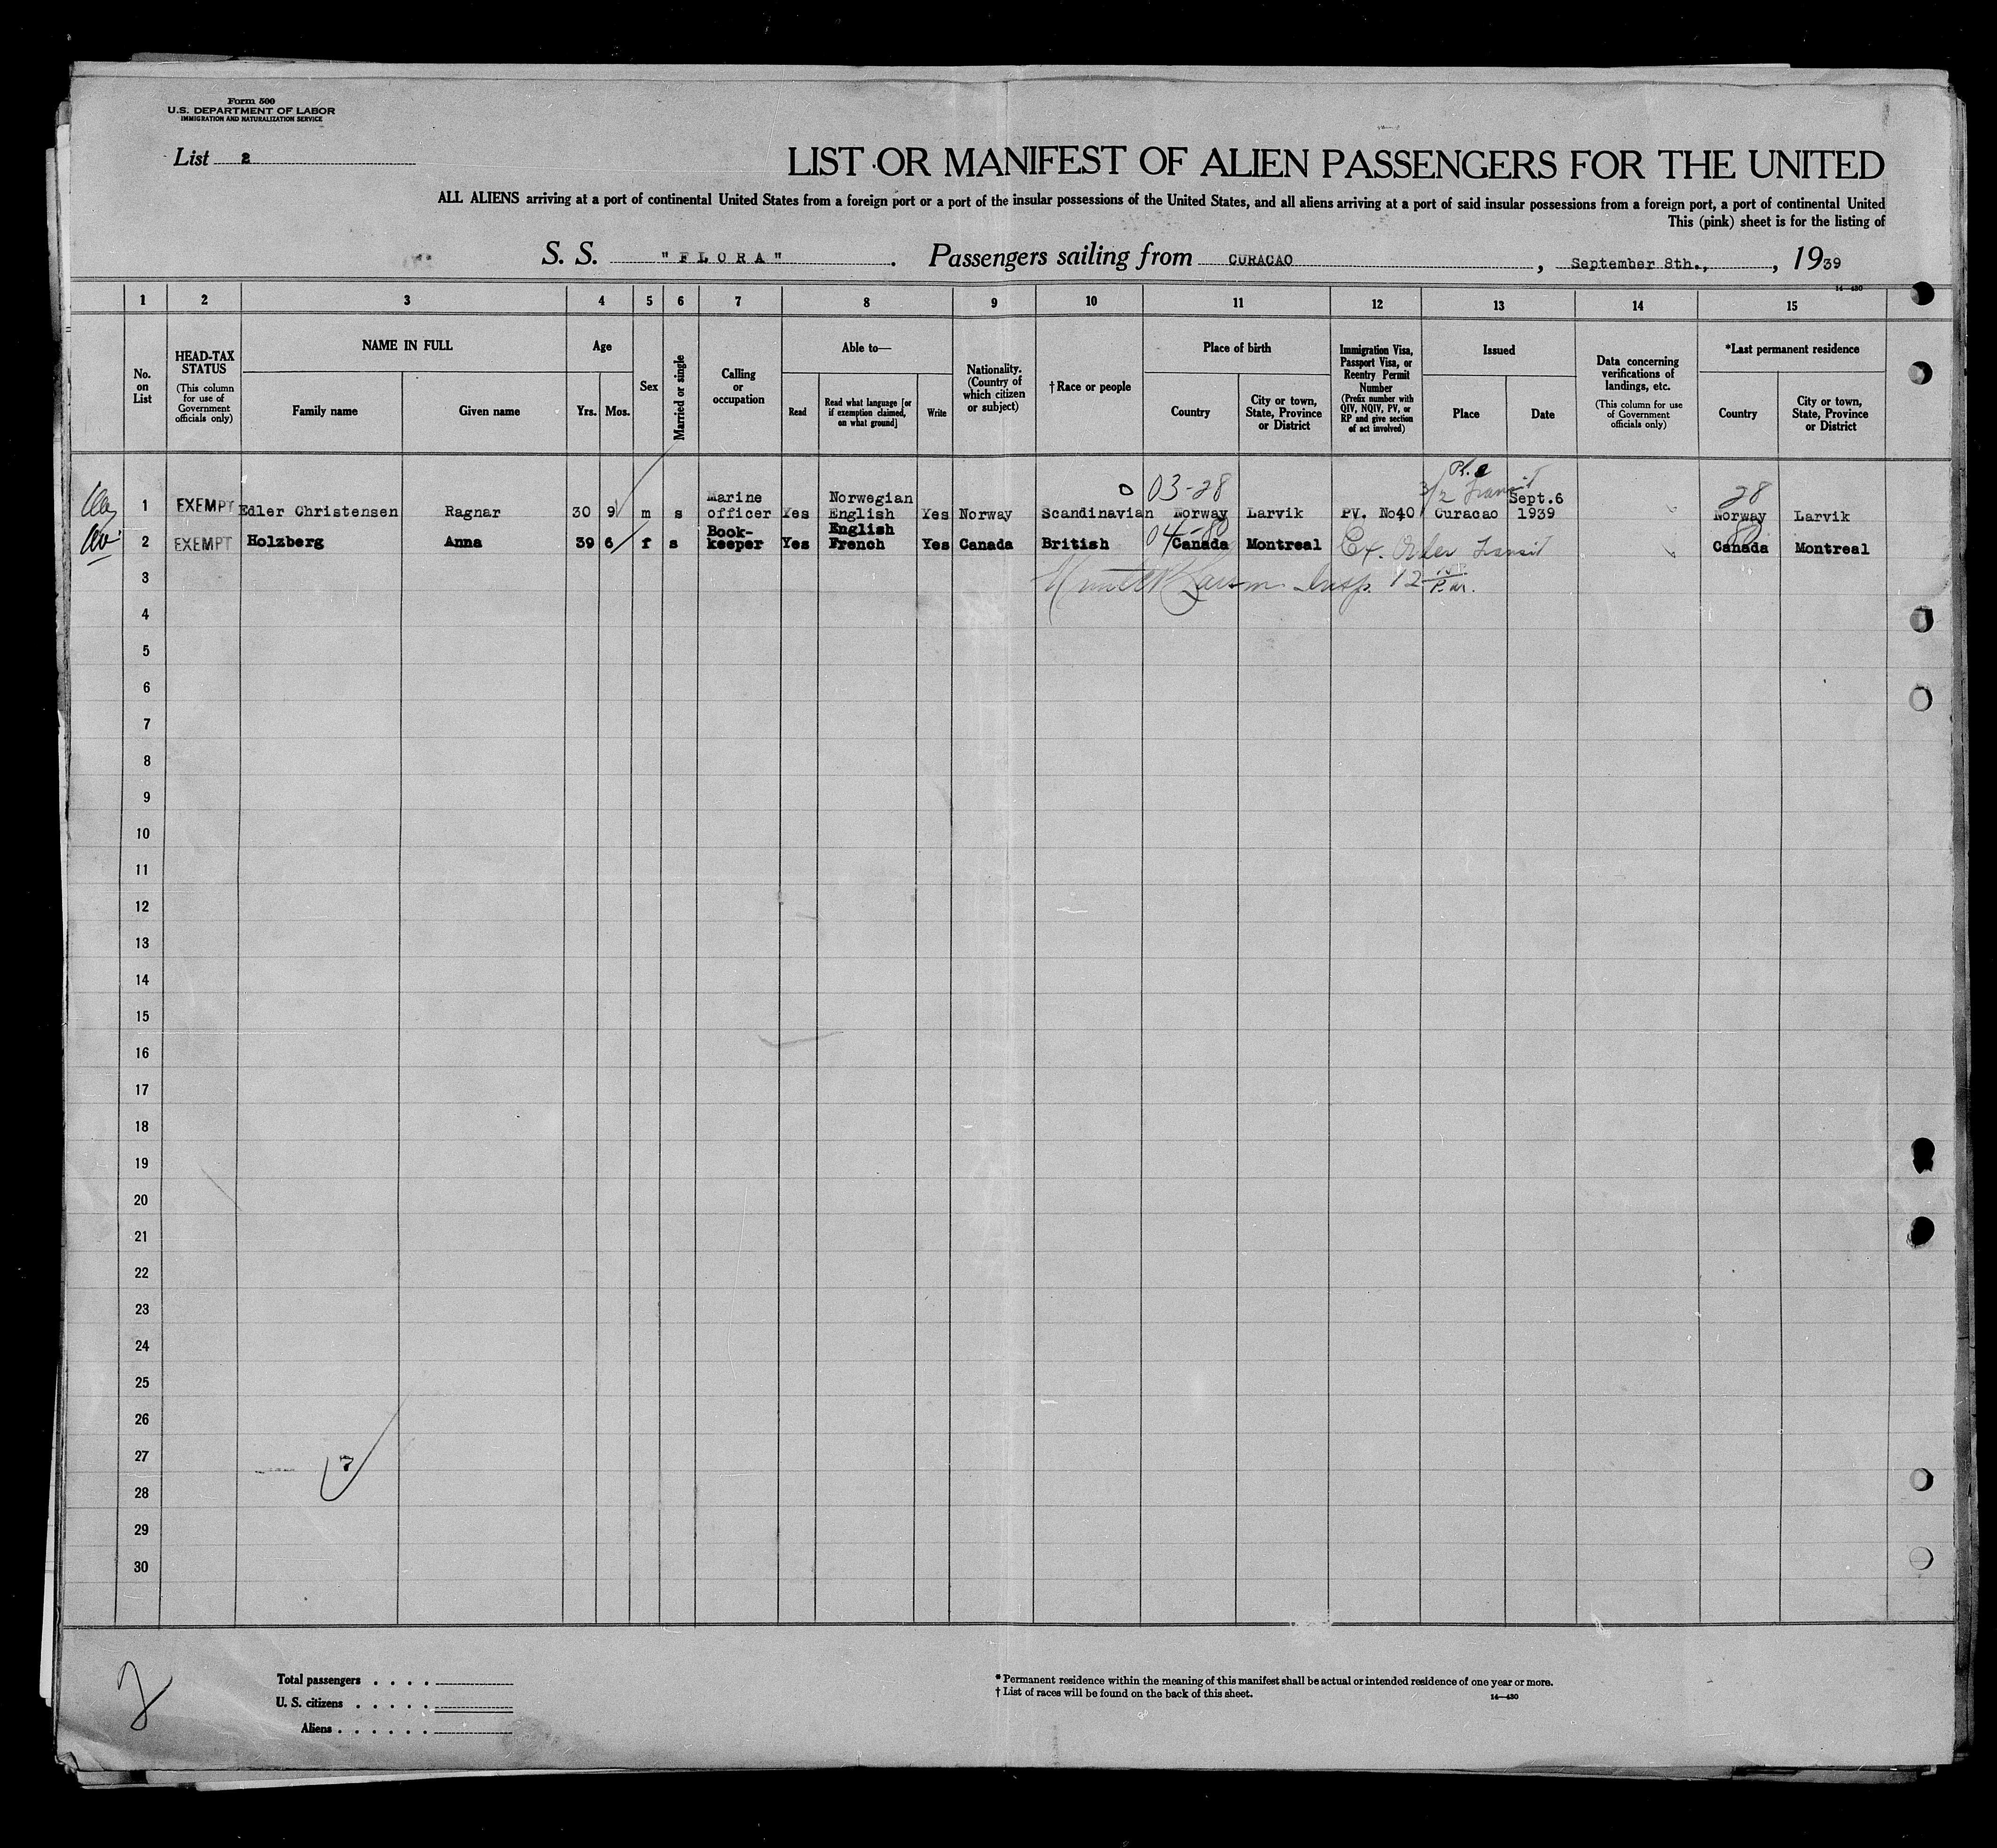 Form 500
U.S. DEPARTMENT OF LABOR
IMMIGRATION AND NATURALIZATION SERVICE
List 2
LIST OR MANIFEST OF ALIEN PASSENGERS FOR THE UNITED
ALL ALIENS arriving at a port of continental United States from a foreign port or a port of the insular possessions of the United States, and all aliens arriving at a port of said insular possessions from a foreign port, a port of continental United
This (pink) sheet is for the listing of
S. S. "FLORA". Passengers sailing from CURACAO, September 8th., , 1939
14—430
1 2 3 4 5 6 7 8 9 10 11 12 13 14 15
No. on List
HEAD-TAX STATUS
(This column for use of Government officials only)
NAME IN FULL
Family name
Given name
Age
Yrs.
Mos.
Sex
Married or single
Calling or occupation
Able to—
Read
Read what language [or if exemption claimed, on what ground]
Write
Nationality. (Country of which citizen or subject)
† Race or people
Place of birth
Country
City or town, State, Province or District
Immigration Visa, Passport Visa, or Reentry Permit Number
(Prefix number with QIV, NQIV, PV, or RP and give section of act involved)
Issued
Place
Date
Data concerning verifications of landings, etc.
(This column for use of Government officials only)
*Last permanent residence
Country
City or town, State, Province or District
03-28
3/2 Transit
28
1 EXEMPT Edler Christensen Ragnar 30 9 m s Marine officer Yes Norwegian English Yes Norway Scandinavian Norway Larvik PV. No40 Curacao Sept.6 1939 Norway Larvik
04-80
80
2 EXEMPT Holzberg Anna 39 6 f s Book-keeper Yes English French Yes Canada British Canada Montreal Ex. Order Transit Canada Montreal
3 Insp. 12 P.M.
4
5
6
7
8
9
10
11
12
13
14
15
16
17
18
19
20
21
22
23
24
25
26
27
7
28
29
30
Total passengers . . . .
U. S. citizens . . . . .
Aliens . . . . . .
* Permanent residence within the meaning of this manifest shall be actual or intended residence of one year or more.
† List of races will be found on the back of this sheet.
14—430